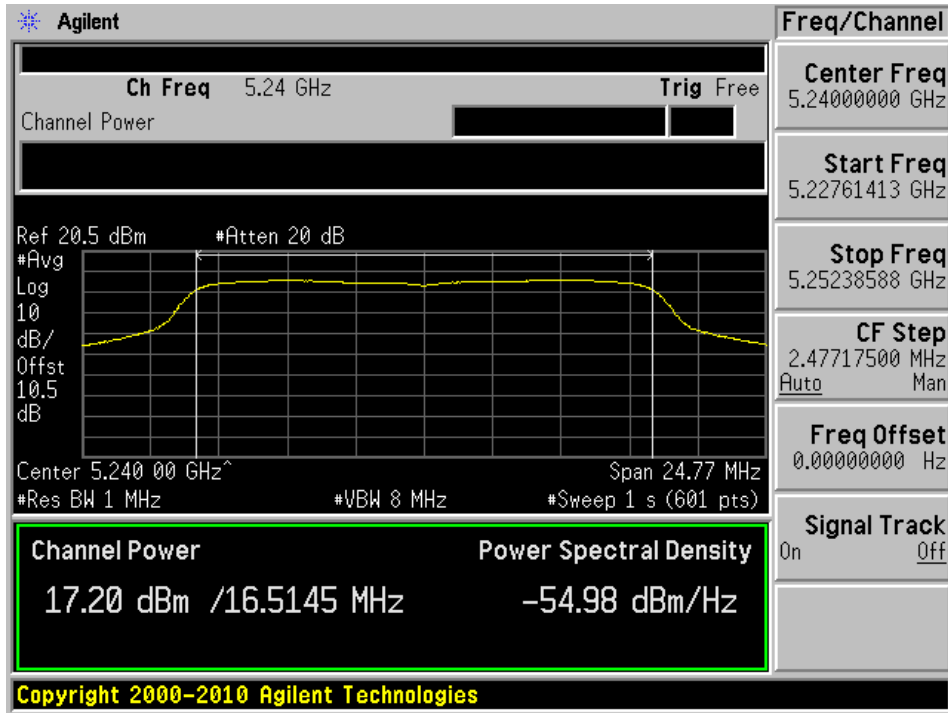 Agilent
Ch Freq 5.24 GHz Trig Free
Channel Power
Ref 20.5 dBm #Atten 20 dB
#Avg
Log
10
dB/
Offst
10.5
dB
Center 5.240 00 GHz^ Span 24.77 MHz
#Res BW 1 MHz #VBW 8 MHz #Sweep 1 s (601 pts)
Channel Power Power Spectral Density
17.20 dBm /16.5145 MHz -54.98 dBm/Hz
Copyright 2000-2010 Agilent Technologies
Freq/Channel
Center Freq
5.24000000 GHz
Start Freq
5.22761413 GHz
Stop Freq
5.25238588 GHz
CF Step
2.47717500 MHz
Auto Man
Freq Offset
0.00000000 Hz
Signal Track
On Off